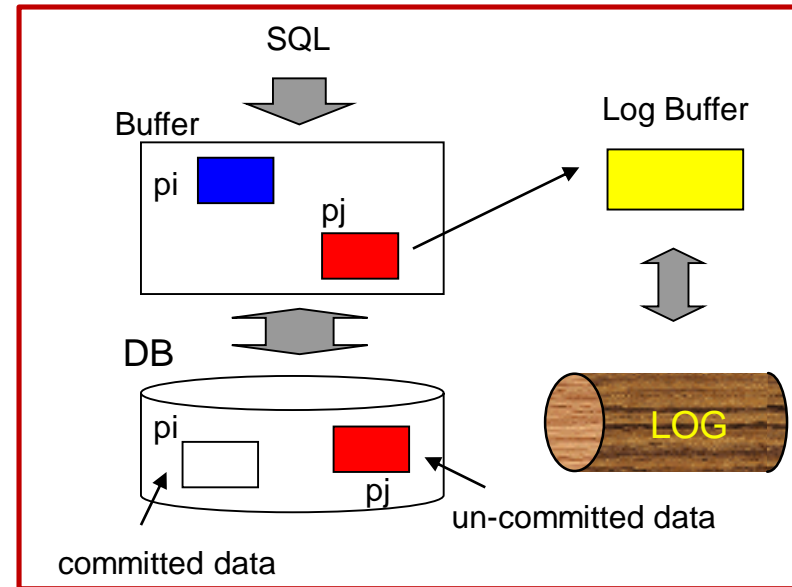 SQL
Buffer
Log Buffer
pi
pj
DB
pi
LOG
pj
un-committed data
committed data